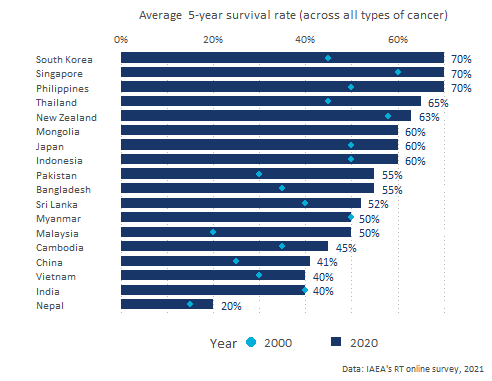 Average 5-year survival rate (across all types of cancer)
0% 20% 40% 60%
South Korea 70%
Singapore 70%
Philippines 70%
Thailand 65%
New Zealand 63%
Mongolia 60%
Japan 60%
Indonesia 60%
Pakistan 55%
Bangladesh 55%
Sri Lanka 52%
Myanmar 50%
Malaysia 50%
Cambodia 45%
China 41%
Vietnam 40%
India 40%
Nepal 20%
Year 2000 2020
Data: IAEA's RT online survey, 2021